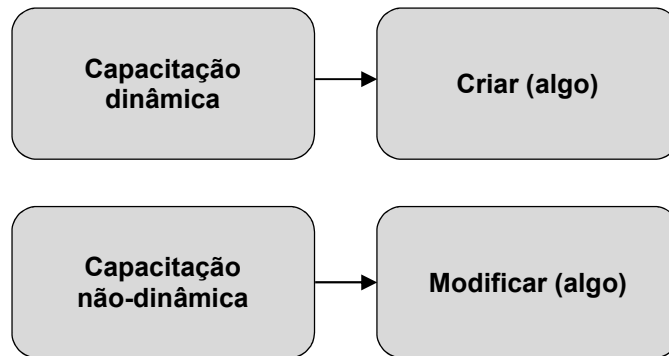 Capacitação
dinâmica
Criar (algo)
Capacitação
não-dinâmica
Modificar (algo)